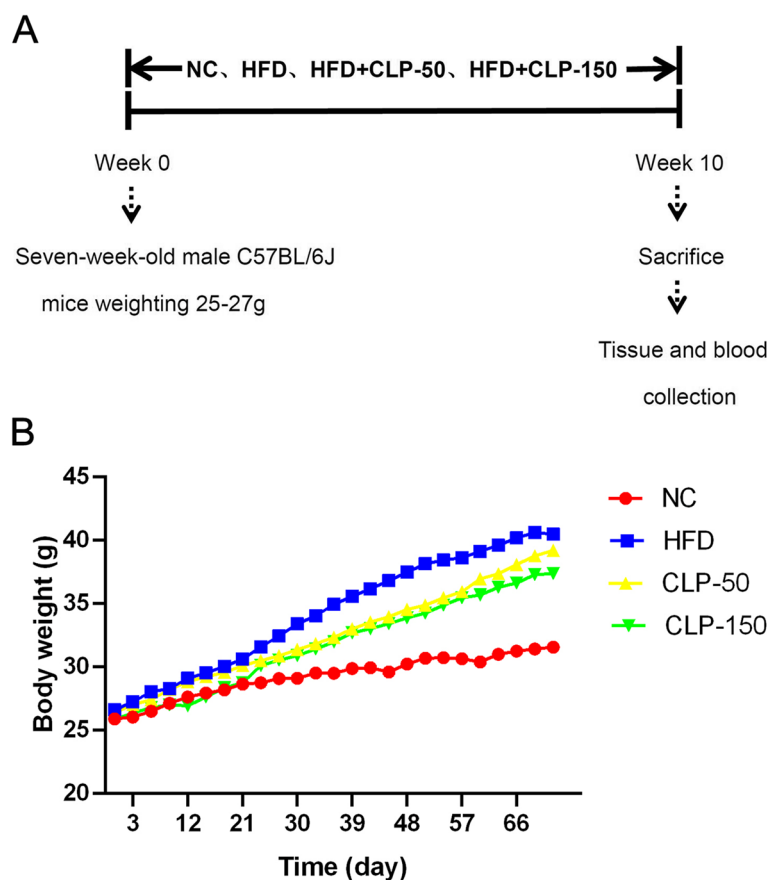 A
NC、HFD、HFD+CLP-50、HFD+CLP-150
Week 0
Week 10
Seven-week-old male C57BL/6J
mice weighting 25-27g
Sacrifice
Tissue and blood
collection
B
45
40
35
30
25
20
Body weight (g)
3 12 21 30 39 48 57 66
Time (day)
NC
HFD
CLP-50
CLP-150